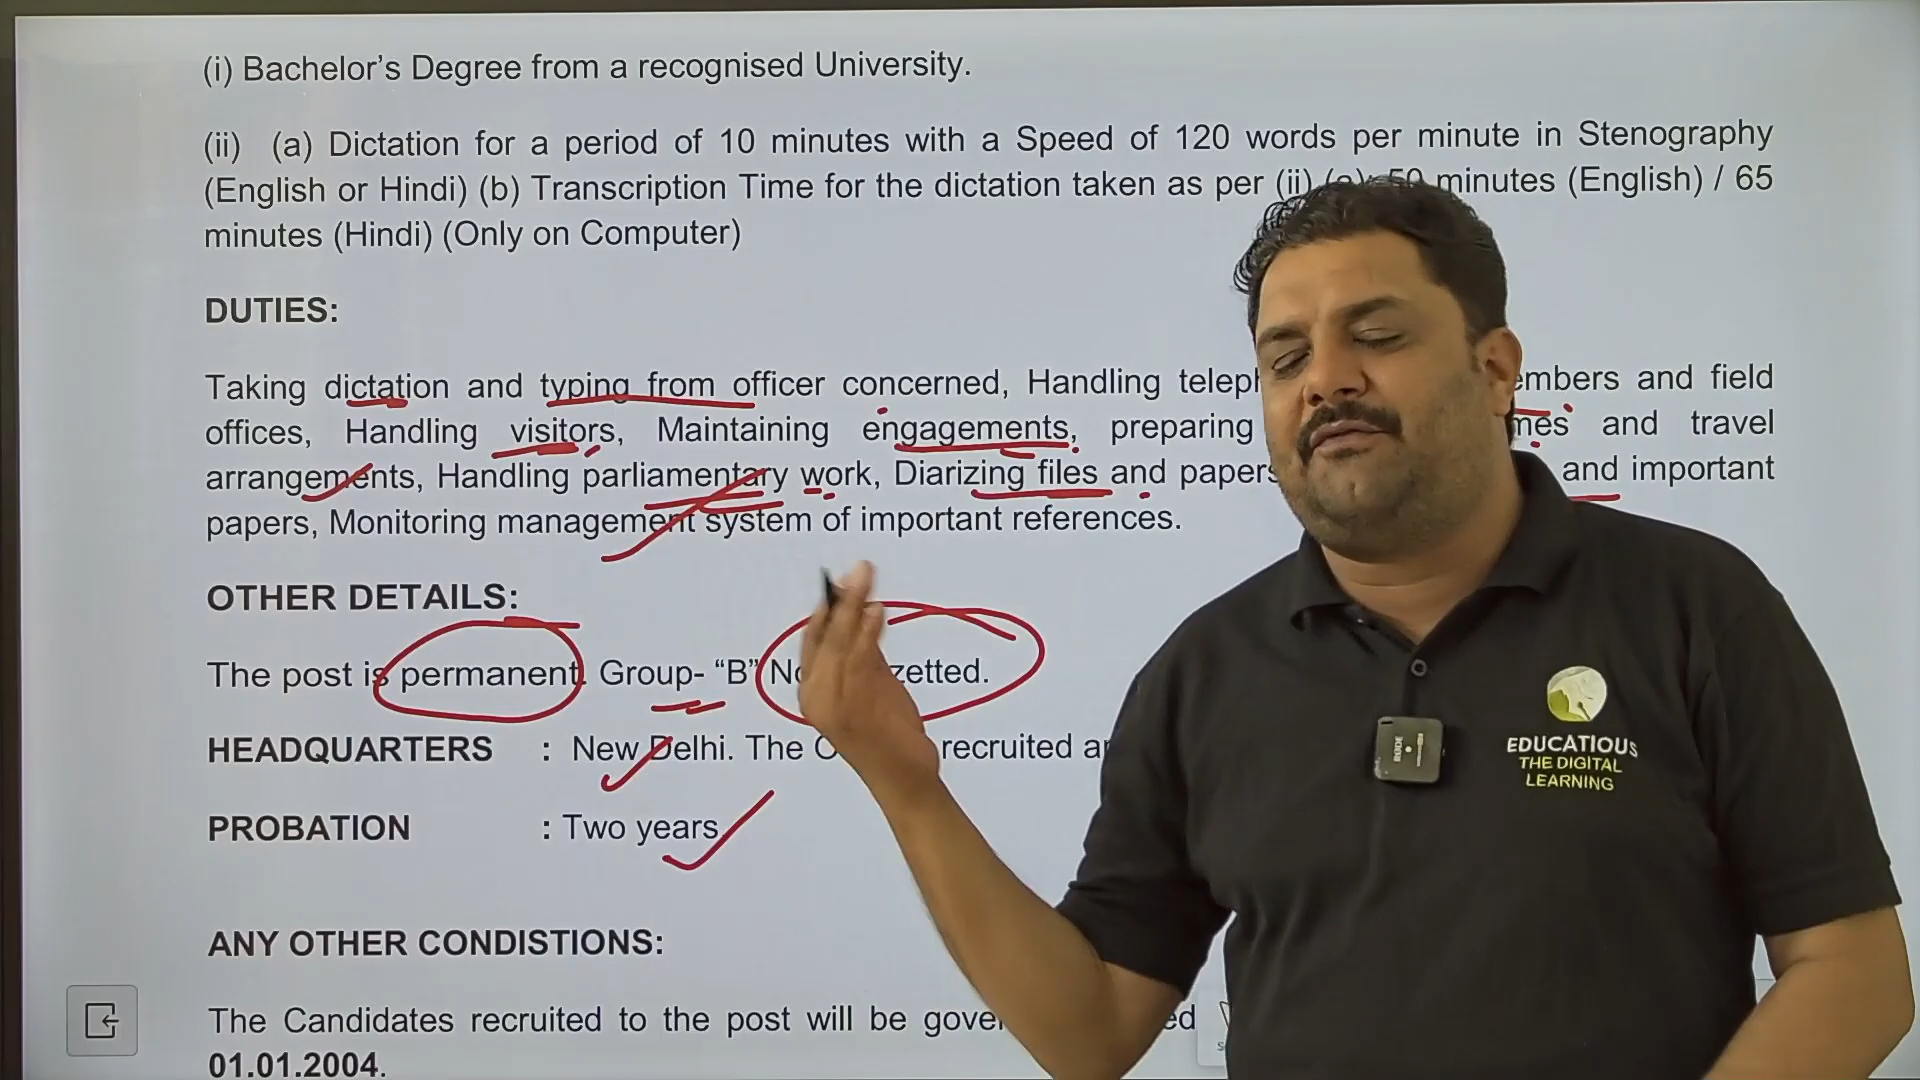 (i) Bachelor's Degree from a recognised University.
(ii) (a) Dictation for a period of 10 minutes with a Speed of 120 words per minute in Stenography
(English or Hindi) (b) Transcription Time for the dictation taken as per (ii) (a): 50 minutes (English) / 65
minutes (Hindi) (Only on Computer)
DUTIES:
Taking dictation and typing from officer concerned, Handling and field
offices, Handling visitors, Maintaining engagements, preparing and travel
arrangements, Handling parliamentary work, Diarizing files and papers and important
papers, Monitoring management system of important references.
OTHER DETAILS:
The post is permanent. Group- “B”
HEADQUARTERS : New Delhi. The recruited
PROBATION : Two years
ANY OTHER CONDISTIONS:
The Candidates recruited to the post will be
01.01.2004.
EDUCATIOUS
THE DIGITAL
LEARNING
RODE